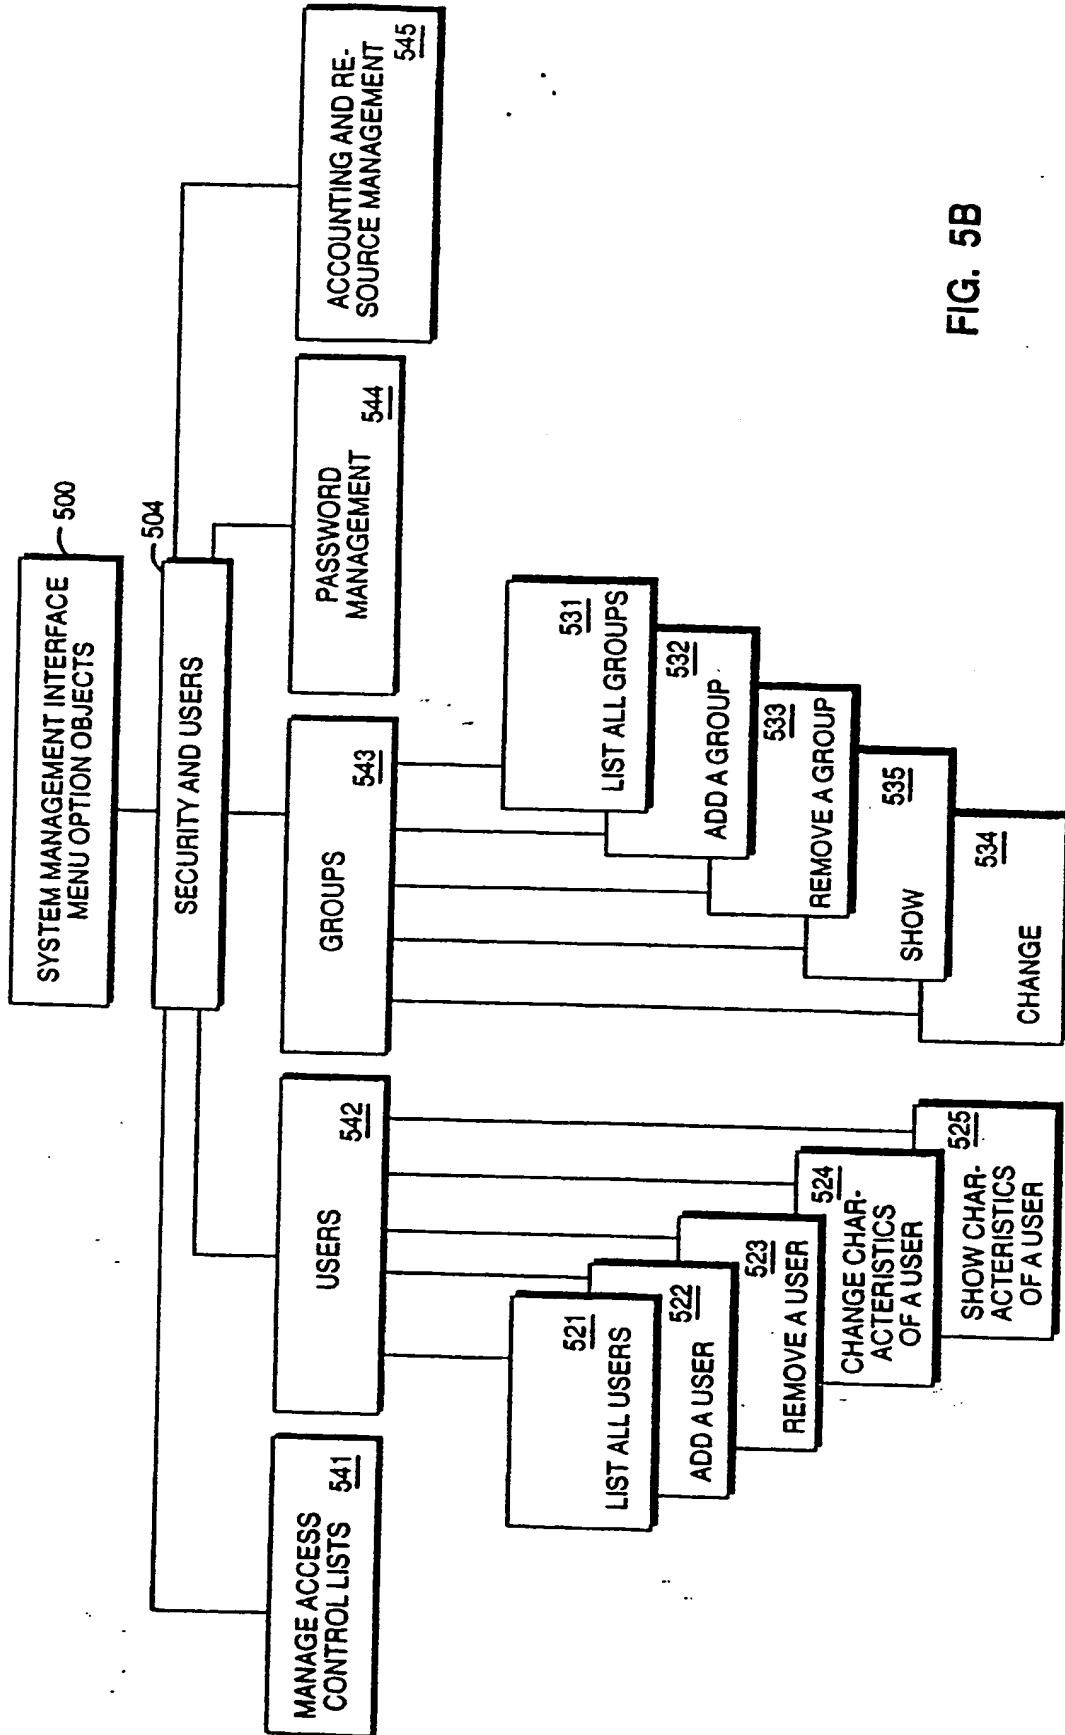 SYSTEM MANAGEMENT INTERFACE
MENU OPTION OBJECTS
500
SECURITY AND USERS
504
MANAGE ACCESS
CONTROL LISTS
541
USERS
542
GROUPS
543
PASSWORD
MANAGEMENT
544
ACCOUNTING AND RE-
SOURCE MANAGEMENT
545
LIST ALL USERS
521
ADD A USER
522
REMOVE A USER
523
CHANGE CHAR-
ACTERISTICS
OF A USER
524
SHOW CHAR-
ACTERISTICS
OF A USER
525
LIST ALL GROUPS
531
ADD A GROUP
532
REMOVE A GROUP
533
SHOW
535
CHANGE
534
FIG. 5B